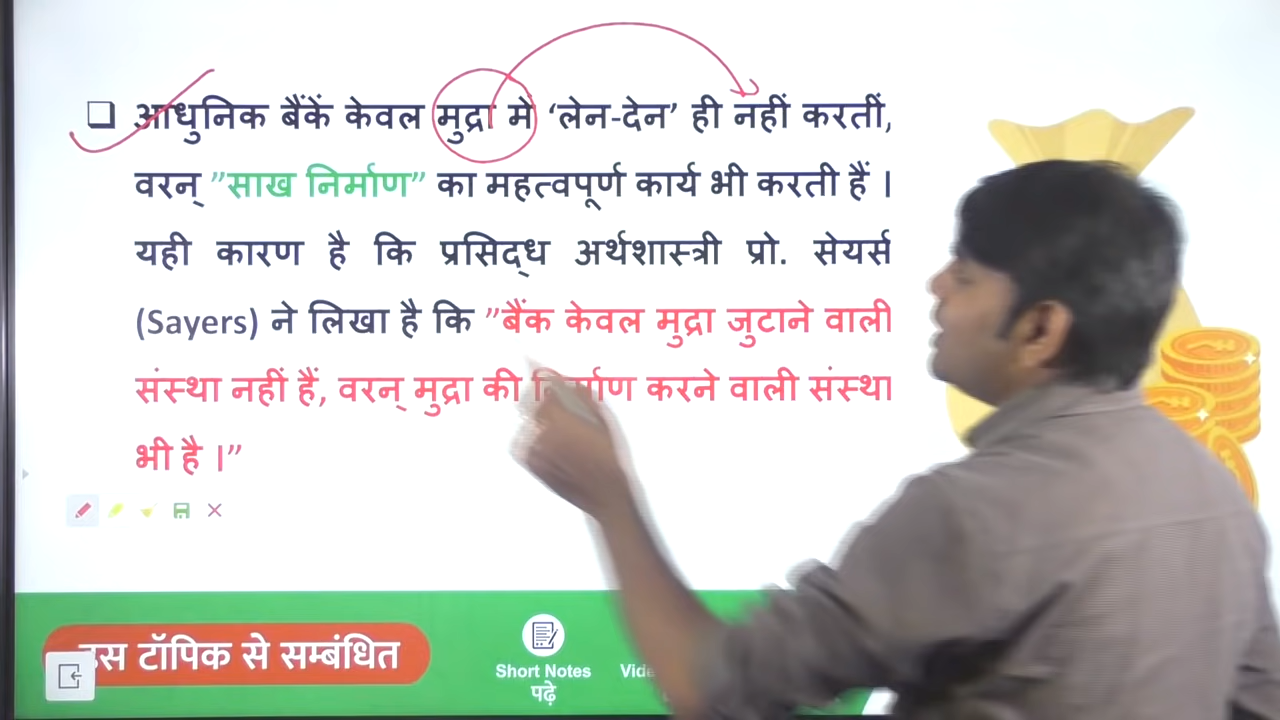 आधुनिक बैंकें केवल मुद्रा में ‘लेन-देन’ ही नहीं करतीं,
वरन् ”साख निर्माण” का महत्वपूर्ण कार्य भी करती हैं ।
यही कारण है कि प्रसिद्ध अर्थशास्त्री प्रो. सेयर्स
(Sayers) ने लिखा है कि ”बैंक केवल मुद्रा जुटाने वाली
संस्था नहीं हैं, वरन् मुद्रा की निर्माण करने वाली संस्था
भी है ।”
टॉपिक से सम्बंधित
Short Notes
पढ़े